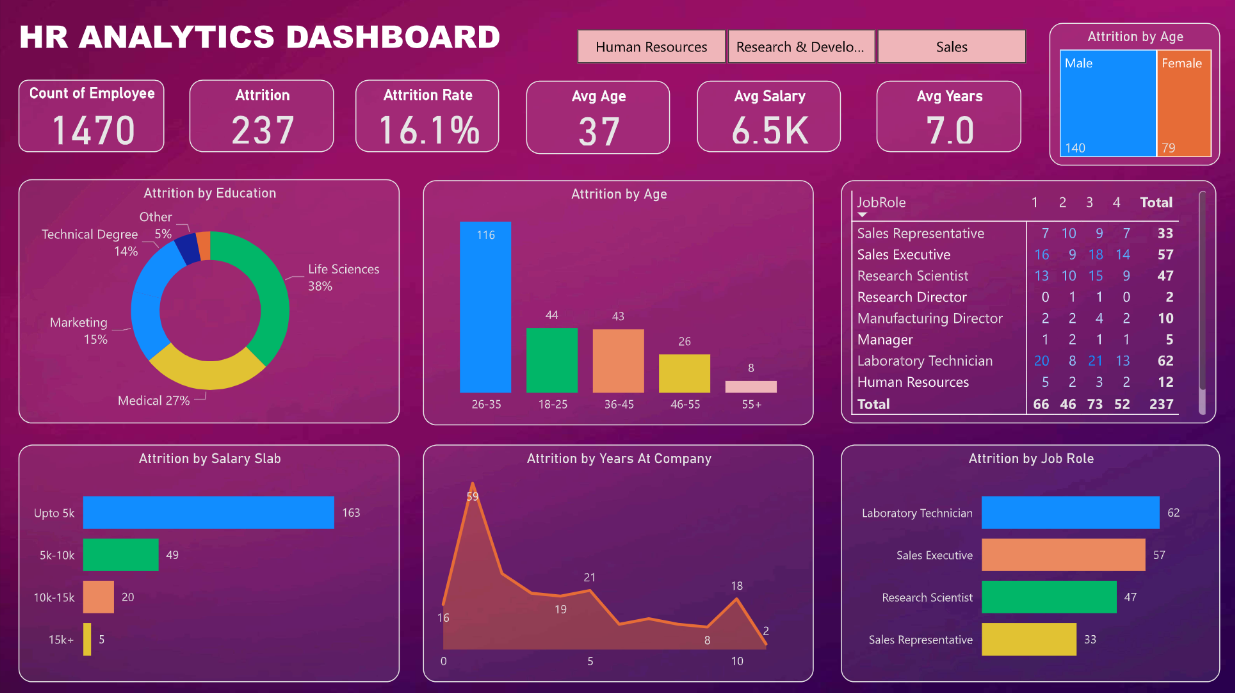 HR ANALYTICS DASHBOARD
Human Resources
Research & Develo...
Sales
Attrition by Age
Male
Female
140
79
Count of Employee
1470
Attrition
237
Attrition Rate
16.1%
Avg Age
37
Avg Salary
6.5K
Avg Years
7.0
Attrition by Education
Other
5%
Technical Degree
14%
Life Sciences
38%
Marketing
15%
Medical 27%
Attrition by Age
116
44
43
26
8
26-35 18-25 36-45 46-55 55+
JobRole 1 2 3 4 Total
Sales Representative 7 10 9 7 33
Sales Executive 16 9 18 14 57
Research Scientist 13 10 15 9 47
Research Director 0 1 1 0 2
Manufacturing Director 2 2 4 2 10
Manager 1 2 1 1 5
Laboratory Technician 20 8 21 13 62
Human Resources 5 2 3 2 12
Total 66 46 73 52 237
Attrition by Salary Slab
Upto 5k 163
5k-10k 49
10k-15k 20
15k+ 5
Attrition by Years At Company
59
16
19
21
8
18
2
0 5 10
Attrition by Job Role
Laboratory Technician 62
Sales Executive 57
Research Scientist 47
Sales Representative 33